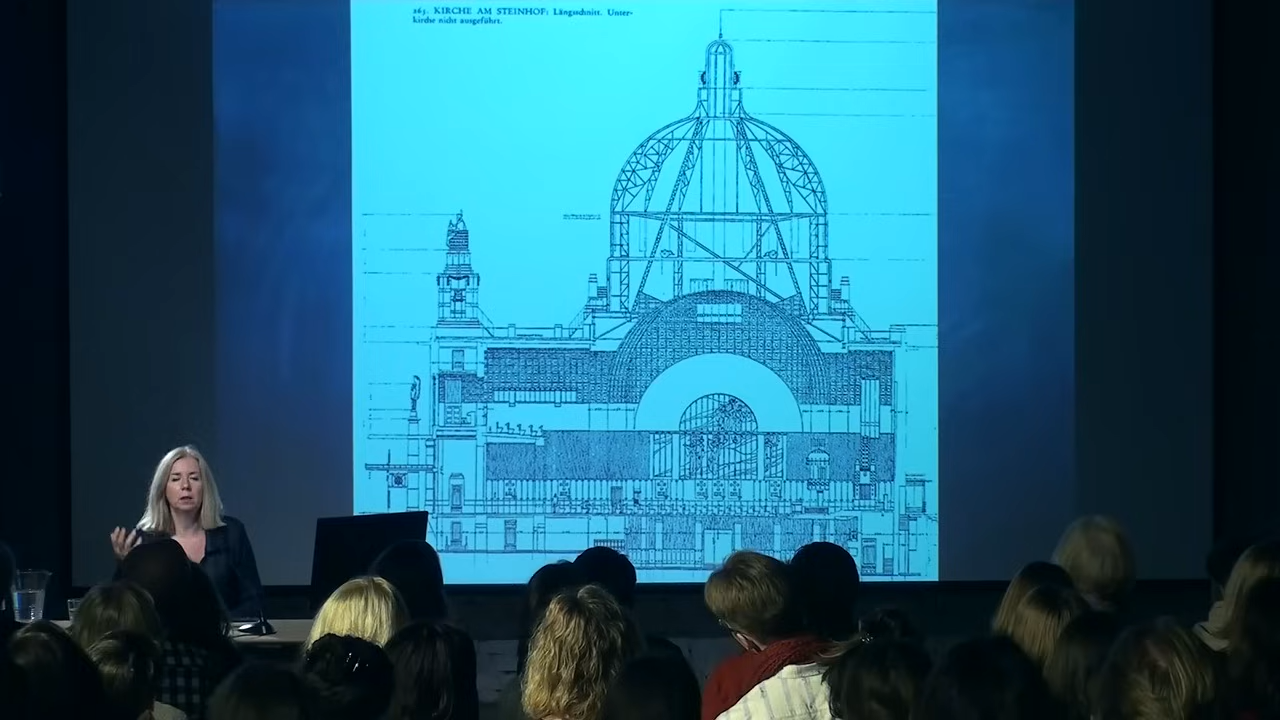 263. KIRCHE AM STEINHOF: Längsschnitt. Unter-
kirche nicht ausgeführt.